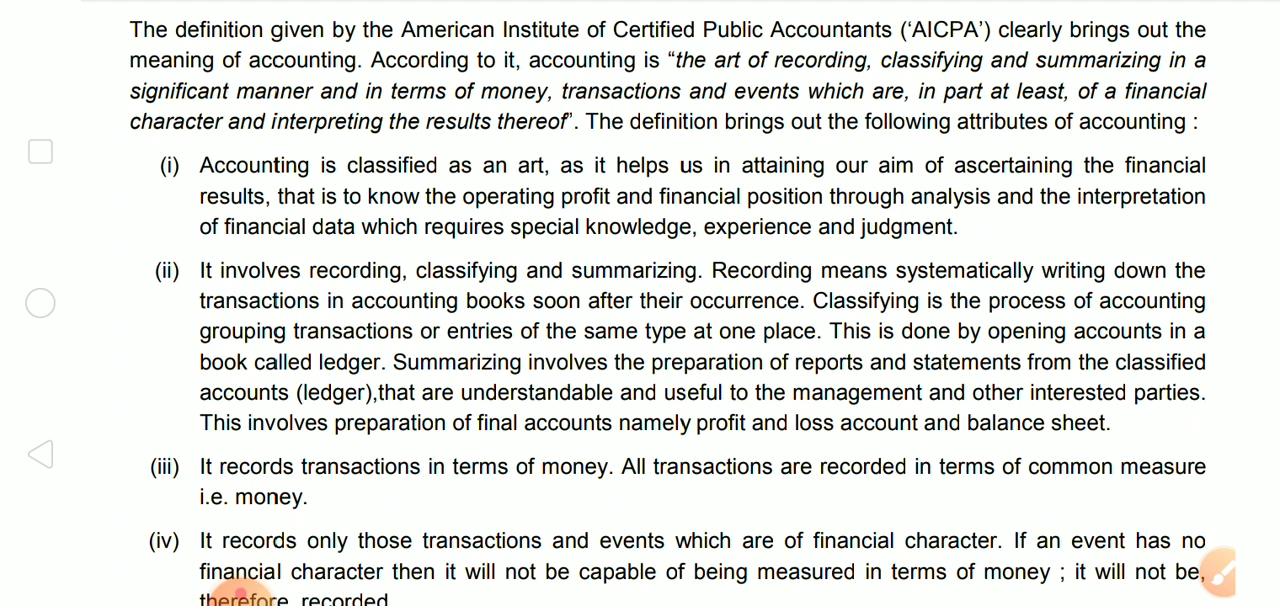 The definition given by the American Institute of Certified Public Accountants (‘AICPA’) clearly brings out the
meaning of accounting. According to it, accounting is “the art of recording, classifying and summarizing in a
significant manner and in terms of money, transactions and events which are, in part at least, of a financial
character and interpreting the results thereof”. The definition brings out the following attributes of accounting :
(i) Accounting is classified as an art, as it helps us in attaining our aim of ascertaining the financial
results, that is to know the operating profit and financial position through analysis and the interpretation
of financial data which requires special knowledge, experience and judgment.
(ii) It involves recording, classifying and summarizing. Recording means systematically writing down the
transactions in accounting books soon after their occurrence. Classifying is the process of accounting
grouping transactions or entries of the same type at one place. This is done by opening accounts in a
book called ledger. Summarizing involves the preparation of reports and statements from the classified
accounts (ledger),that are understandable and useful to the management and other interested parties.
This involves preparation of final accounts namely profit and loss account and balance sheet.
(iii) It records transactions in terms of money. All transactions are recorded in terms of common measure
i.e. money.
(iv) It records only those transactions and events which are of financial character. If an event has no
financial character then it will not be capable of being measured in terms of money ; it will not be,
therefore recorded